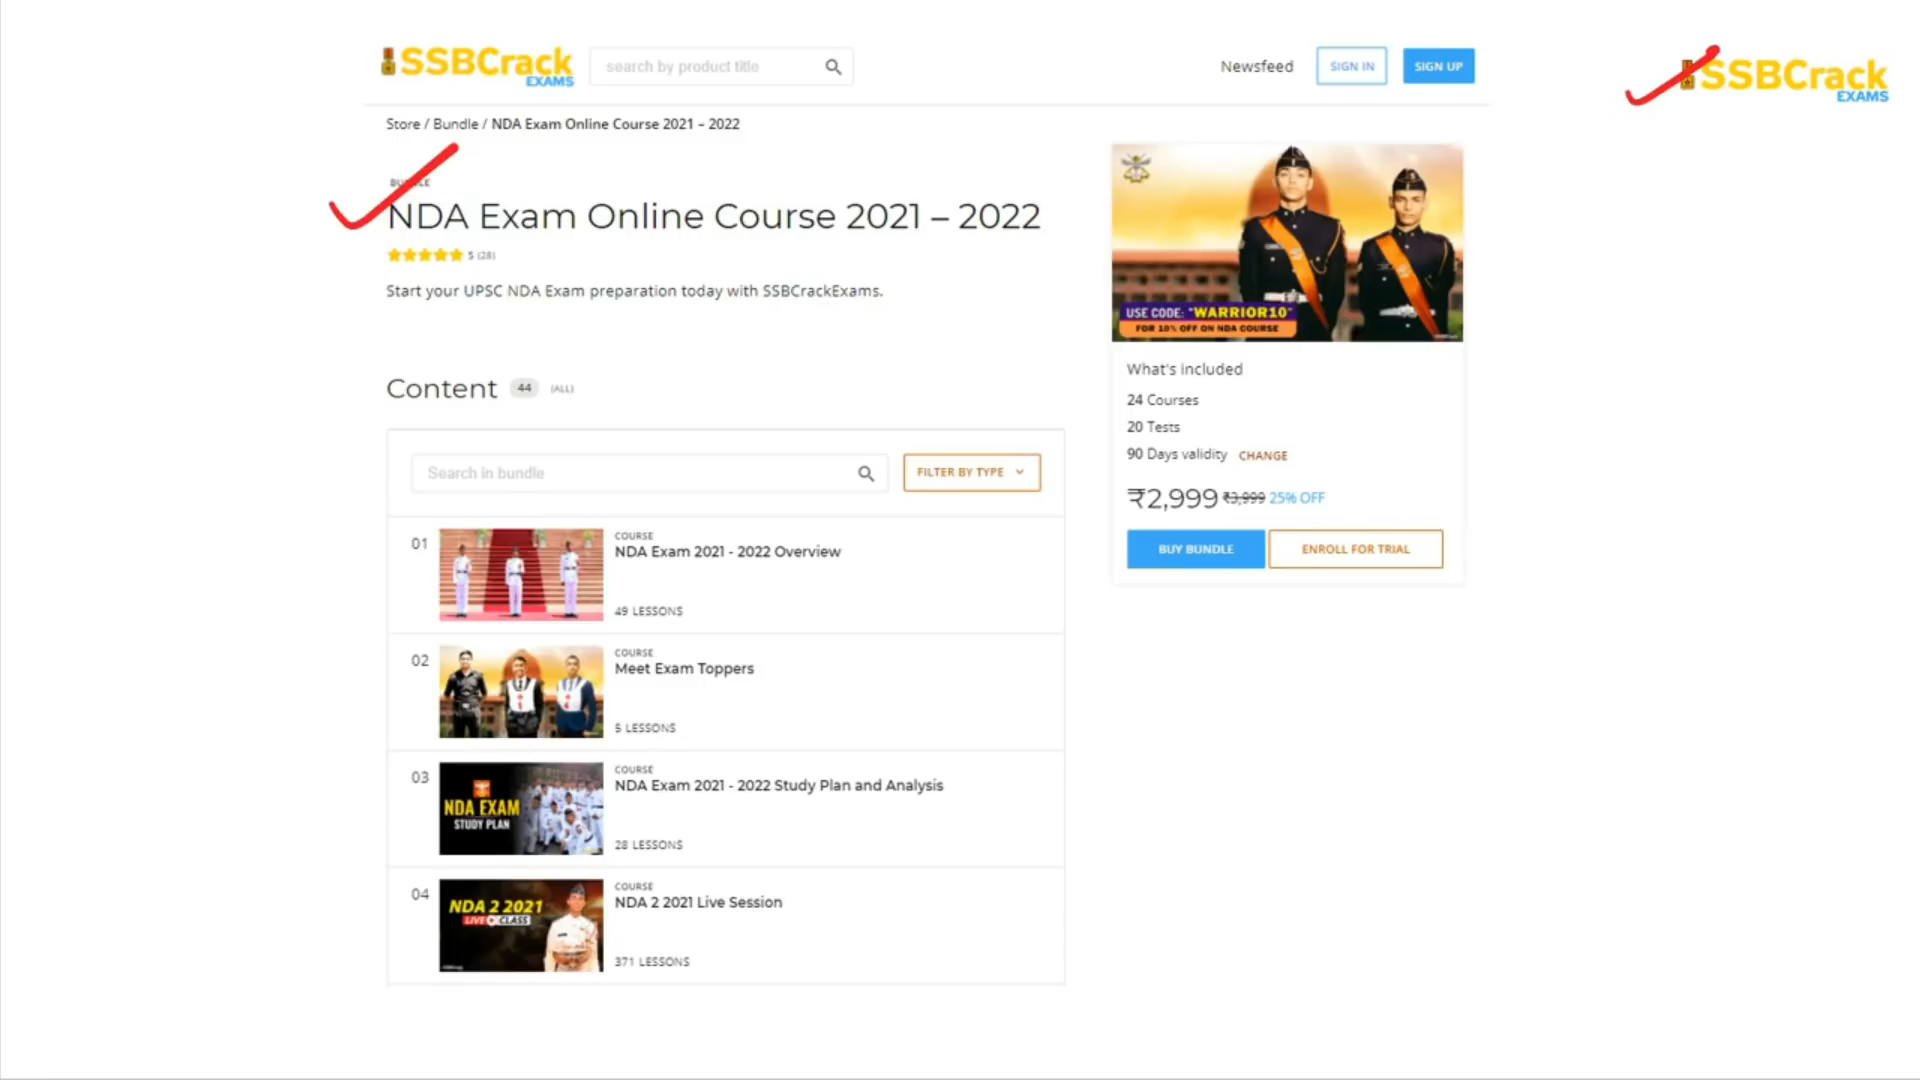 SSBCrack
EXAMS
search by product title
Newsfeed
SIGN IN
SIGN UP
SSBCrack
EXAMS
Store / Bundle / NDA Exam Online Course 2021 – 2022
NDA Exam Online Course 2021 – 2022
5 (28)
Start your UPSC NDA Exam preparation today with SSBCrackExams.
Content 44 (ALL)
Search in bundle
FILTER BY TYPE
01
COURSE
NDA Exam 2021 - 2022 Overview
49 LESSONS
02
COURSE
Meet Exam Toppers
5 LESSONS
03
NDA EXAM
STUDY PLAN
COURSE
NDA Exam 2021 - 2022 Study Plan and Analysis
28 LESSONS
04
NDA 2 2021
LIVE CLASS
COURSE
NDA 2 2021 Live Session
371 LESSONS
USE CODE: "WARRIOR10"
FOR 10% OFF ON NDA COURSE
What's included
24 Courses
20 Tests
90 Days validity CHANGE
₹2,999 ₹3,999 25% OFF
BUY BUNDLE
ENROLL FOR TRIAL